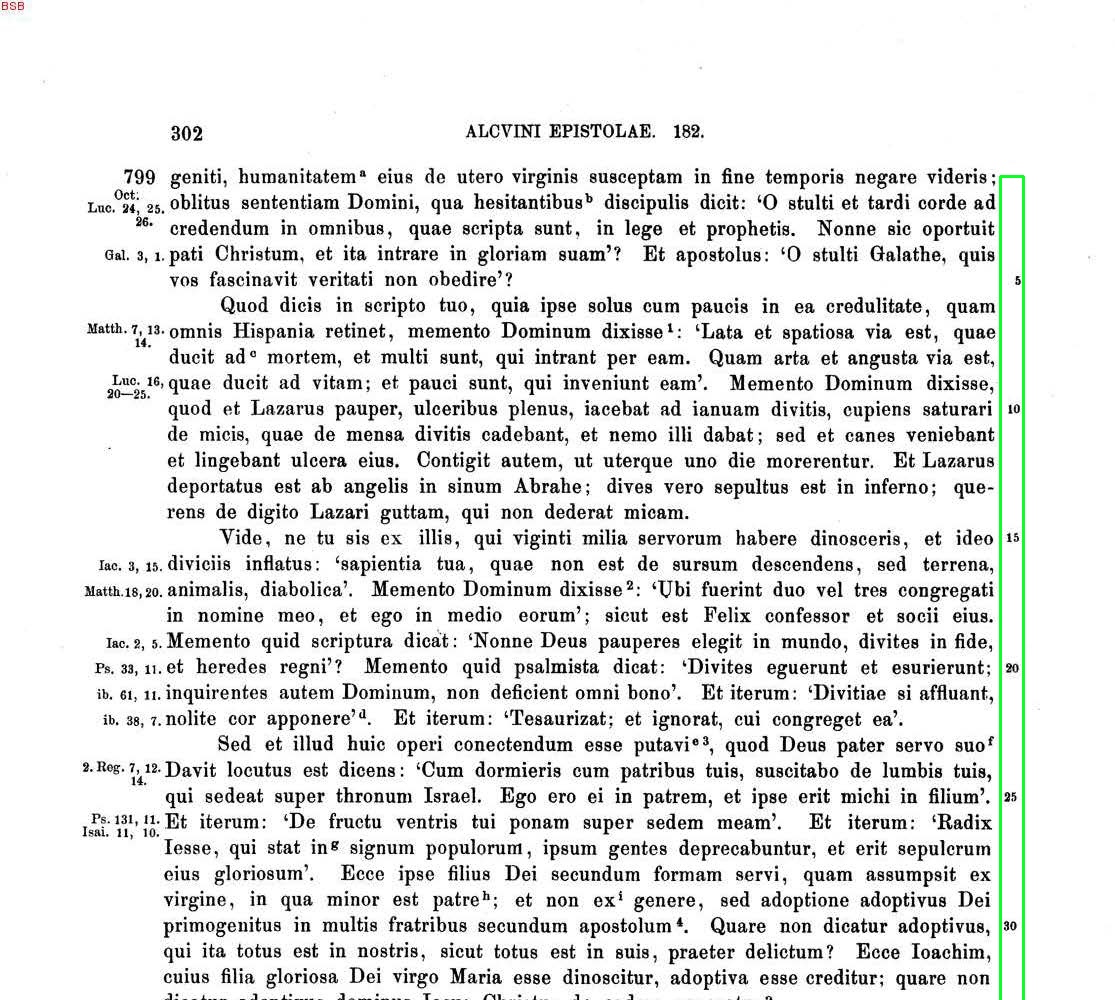 BSB
302 ALCVINI EPISTOLAE. 182.
799 geniti, humanitatemᵃ eius de utero virginis susceptam in fine temporis negare videris;
Oct.
Luc. 24, 25. oblitus sententiam Domini, qua hesitantibusᵇ discipulis dicit: ‘O stulti et tardi corde ad
26. credendum in omnibus, quae scripta sunt, in lege et prophetis. Nonne sic oportuit
Gal. 3, 1. pati Christum, et ita intrare in gloriam suam’? Et apostolus: ‘O stulti Galathe, quis
vos fascinavit veritati non obedire’? 5
Quod dicis in scripto tuo, quia ipse solus cum paucis in ea credulitate, quam
Matth. 7, 13. omnis Hispania retinet, memento Dominum dixisse¹: ‘Lata et spatiosa via est, quae
14. ducit adᶜ mortem, et multi sunt, qui intrant per eam. Quam arta et angusta via est,
Luc. 16, quae ducit ad vitam; et pauci sunt, qui inveniunt eam’. Memento Dominum dixisse,
20—25.
quod et Lazarus pauper, ulceribus plenus, iacebat ad ianuam divitis, cupiens saturari 10
de micis, quae de mensa divitis cadebant, et nemo illi dabat; sed et canes veniebant
et lingebant ulcera eius. Contigit autem, ut uterque uno die morerentur. Et Lazarus
deportatus est ab angelis in sinum Abrahe; dives vero sepultus est in inferno; que-
rens de digito Lazari guttam, qui non dederat micam.
Vide, ne tu sis ex illis, qui viginti milia servorum habere dinosceris, et ideo 15
Iac. 3, 15. diviciis inflatus: ‘sapientia tua, quae non est de sursum descendens, sed terrena,
Matth. 18, 20. animalis, diabolica’. Memento Dominum dixisse²: ‘Ubi fuerint duo vel tres congregati
in nomine meo, et ego in medio eorum’; sicut est Felix confessor et socii eius.
Iac. 2, 5. Memento quid scriptura dicat: ‘Nonne Deus pauperes elegit in mundo, divites in fide,
Ps. 33, 11. et heredes regni’? Memento quid psalmista dicat: ‘Divites eguerunt et esurierunt; 20
ib. 61, 11. inquirentes autem Dominum, non deficient omni bono’. Et iterum: ‘Divitiae si affluant,
ib. 38, 7. nolite cor apponere’ᵈ. Et iterum: ‘Tesaurizat; et ignorat, cui congreget ea’.
Sed et illud huic operi conectendum esse putaviᵉ³, quod Deus pater servo suoᶠ
2. Reg. 7, 12. Davit locutus est dicens: ‘Cum dormieris cum patribus tuis, suscitabo de lumbis tuis,
14.
qui sedeat super thronum Israel. Ego ero ei in patrem, et ipse erit michi in filium’. 25
Ps. 131, 11. Et iterum: ‘De fructu ventris tui ponam super sedem meam’. Et iterum: ‘Radix
Isai. 11, 10.
Iesse, qui stat inᵍ signum populorum, ipsum gentes deprecabuntur, et erit sepulcrum
eius gloriosum’. Ecce ipse filius Dei secundum formam servi, quam assumpsit ex
virgine, in qua minor est patreʰ; et non exⁱ genere, sed adoptione adoptivus Dei
primogenitus in multis fratribus secundum apostolum⁴. Quare non dicatur adoptivus, 30
qui ita totus est in nostris, sicut totus est in suis, praeter delictum? Ecce Ioachim,
cuius filia gloriosa Dei virgo Maria esse dinoscitur, adoptiva esse creditur; quare non